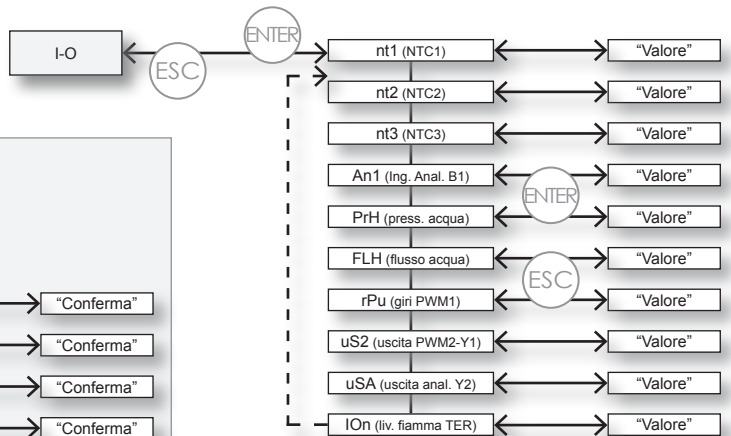 I-O
ESC
ENTER
nt1 (NTC1)
"Valore"
nt2 (NTC2)
"Valore"
nt3 (NTC3)
"Valore"
An1 (Ing. Anal. B1)
"Valore"
ENTER
PrH (press. acqua)
"Valore"
FLH (flusso acqua)
"Valore"
ESC
rPu (giri PWM1)
"Valore"
uS2 (uscita PWM2-Y1)
"Valore"
uSA (uscita anal. Y2)
"Valore"
IOn (liv. fiamma TER)
"Valore"
"Conferma"
"Conferma"
"Conferma"
"Conferma"